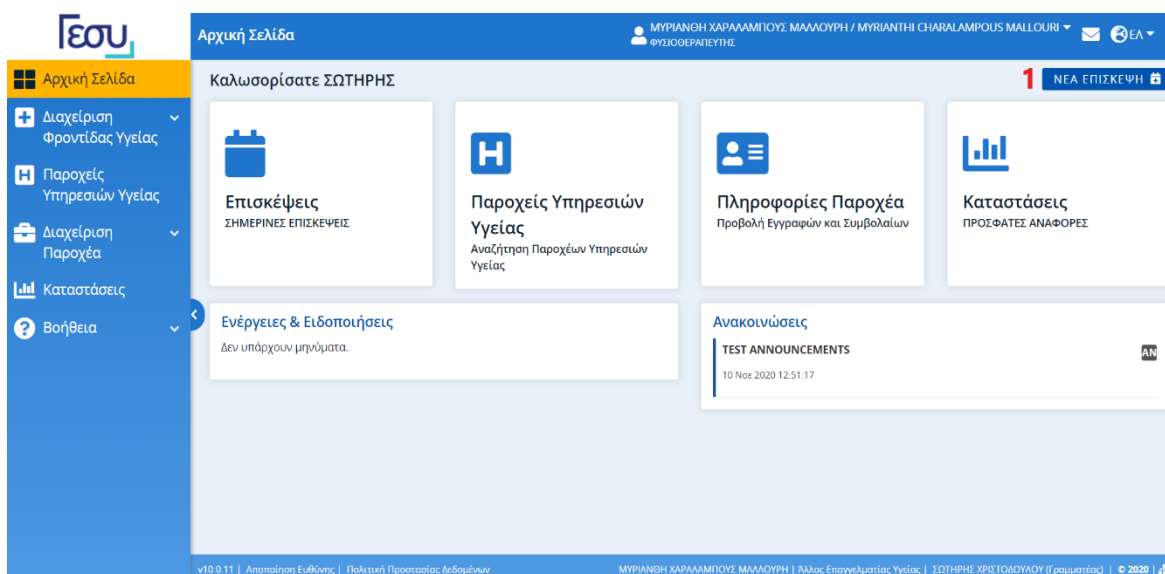 Γεσυ
Αρχική Σελίδα
ΜΥΡΙΑΝΘΗ ΧΑΡΑΛΑΜΠΟΥΣ ΜΑΛΛΟΥΡΗ / MYRIANTHI CHARALAMPOUS MALLOURI
ΦΥΣΙΟΘΕΡΑΠΕΥΤΗΣ
ΕΛ
Αρχική Σελίδα
Διαχείριση
Φροντίδας Υγείας
Παροχείς
Υπηρεσιών Υγείας
Διαχείριση
Παροχέα
Καταστάσεις
Βοήθεια
Καλωσορίσατε ΣΩΤΗΡΗΣ
1 ΝΕΑ ΕΠΙΣΚΕΨΗ
Επισκέψεις
ΣΗΜΕΡΙΝΕΣ ΕΠΙΣΚΕΨΕΙΣ
Παροχείς Υπηρεσιών
Υγείας
Αναζήτηση Παροχέων Υπηρεσιών
Υγείας
Πληροφορίες Παροχέα
Προβολή Εγγραφών και Συμβολαίων
Καταστάσεις
ΠΡΟΣΦΑΤΕΣ ΑΝΑΦΟΡΕΣ
Ενέργειες & Ειδοποιήσεις
Δεν υπάρχουν μηνύματα.
Ανακοινώσεις
TEST ANNOUNCEMENTS
AN
10 Νοε 2020 12:51:17
v10.0.11 | Αποποίηση Ευθύνης | Πολιτική Προστασίας Δεδομένων
ΜΥΡΙΑΝΘΗ ΧΑΡΑΛΑΜΠΟΥΣ ΜΑΛΛΟΥΡΗ | Άλλος Επαγγελματίας Υγείας | ΣΩΤΗΡΗΣ ΧΡΙΣΤΟΔΟΥΛΟΥ (Γραμματέας) | © 2020 |